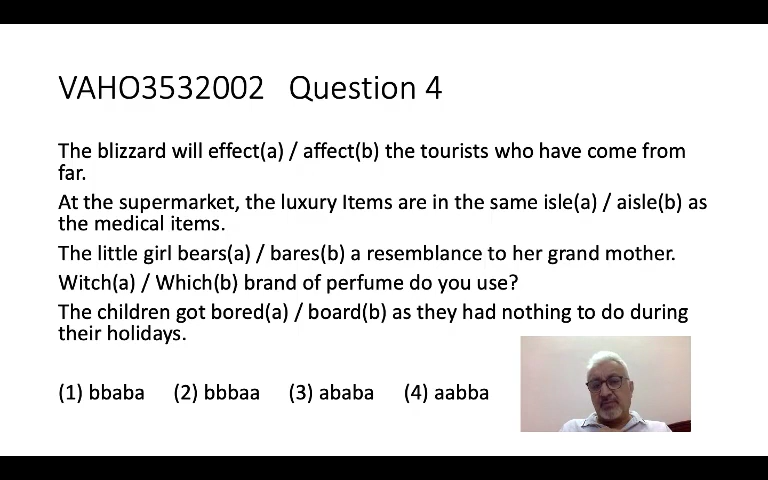 VAHO3532002 Question 4
The blizzard will effect(a) / affect(b) the tourists who have come from
far.
At the supermarket, the luxury Items are in the same isle(a) / aisle(b) as
the medical items.
The little girl bears(a) / bares(b) a resemblance to her grand mother.
Witch(a) / Which(b) brand of perfume do you use?
The children got bored(a) / board(b) as they had nothing to do during
their holidays.
(1) bbaba (2) bbbaa (3) ababa (4) aabba